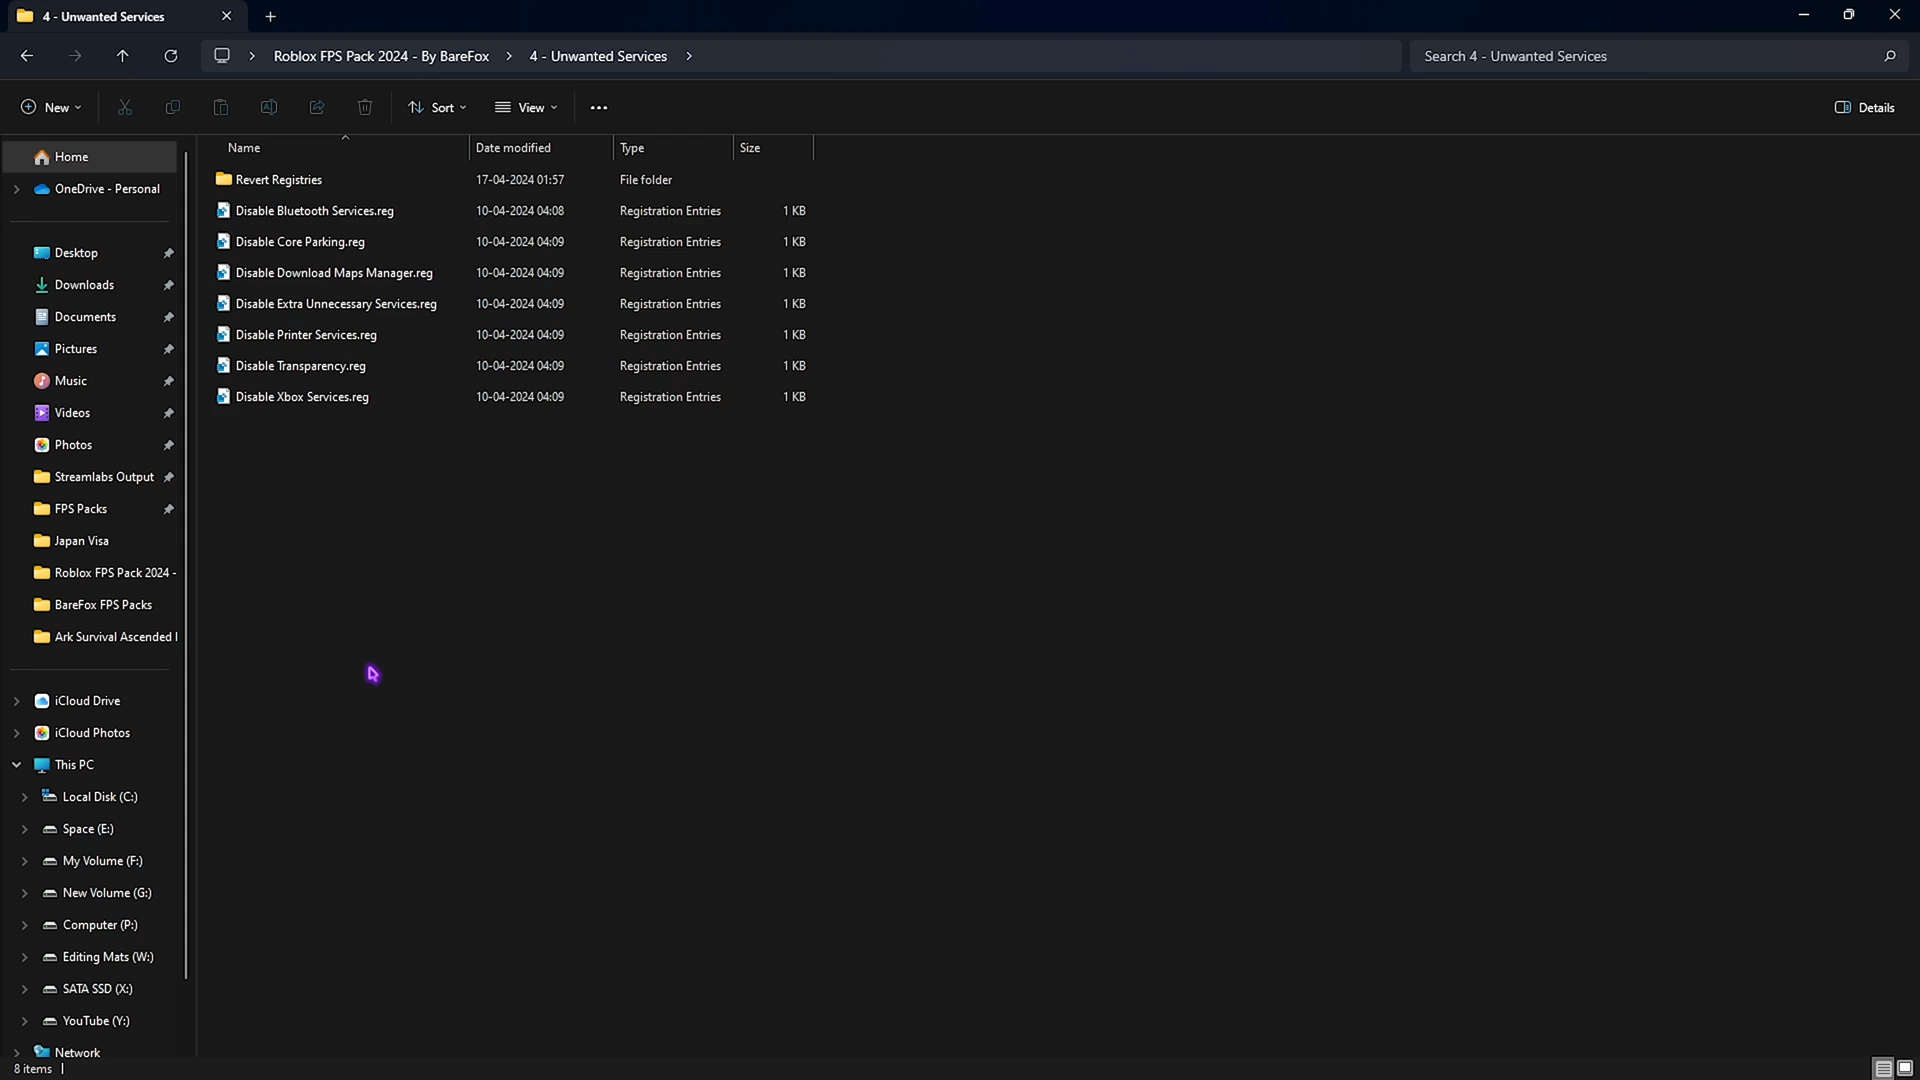 4 - Unwanted Services
Roblox FPS Pack 2024 - By BareFox > 4 - Unwanted Services >
Search 4 - Unwanted Services
New
Sort
View
Details
Name Date modified Type Size
Revert Registries 17-04-2024 01:57 File folder
Disable Bluetooth Services.reg 10-04-2024 04:08 Registration Entries 1 KB
Disable Core Parking.reg 10-04-2024 04:09 Registration Entries 1 KB
Disable Download Maps Manager.reg 10-04-2024 04:09 Registration Entries 1 KB
Disable Extra Unnecessary Services.reg 10-04-2024 04:09 Registration Entries 1 KB
Disable Printer Services.reg 10-04-2024 04:09 Registration Entries 1 KB
Disable Transparency.reg 10-04-2024 04:09 Registration Entries 1 KB
Disable Xbox Services.reg 10-04-2024 04:09 Registration Entries 1 KB
Home
OneDrive - Personal
Desktop
Downloads
Documents
Pictures
Music
Videos
Photos
Streamlabs Output
FPS Packs
Japan Visa
Roblox FPS Pack 2024 -
BareFox FPS Packs
Ark Survival Ascended
iCloud Drive
iCloud Photos
This PC
Local Disk (C:)
Space (E:)
My Volume (F:)
New Volume (G:)
Computer (P:)
Editing Mats (W:)
SATA SSD (X:)
YouTube (Y:)
Network
8 items